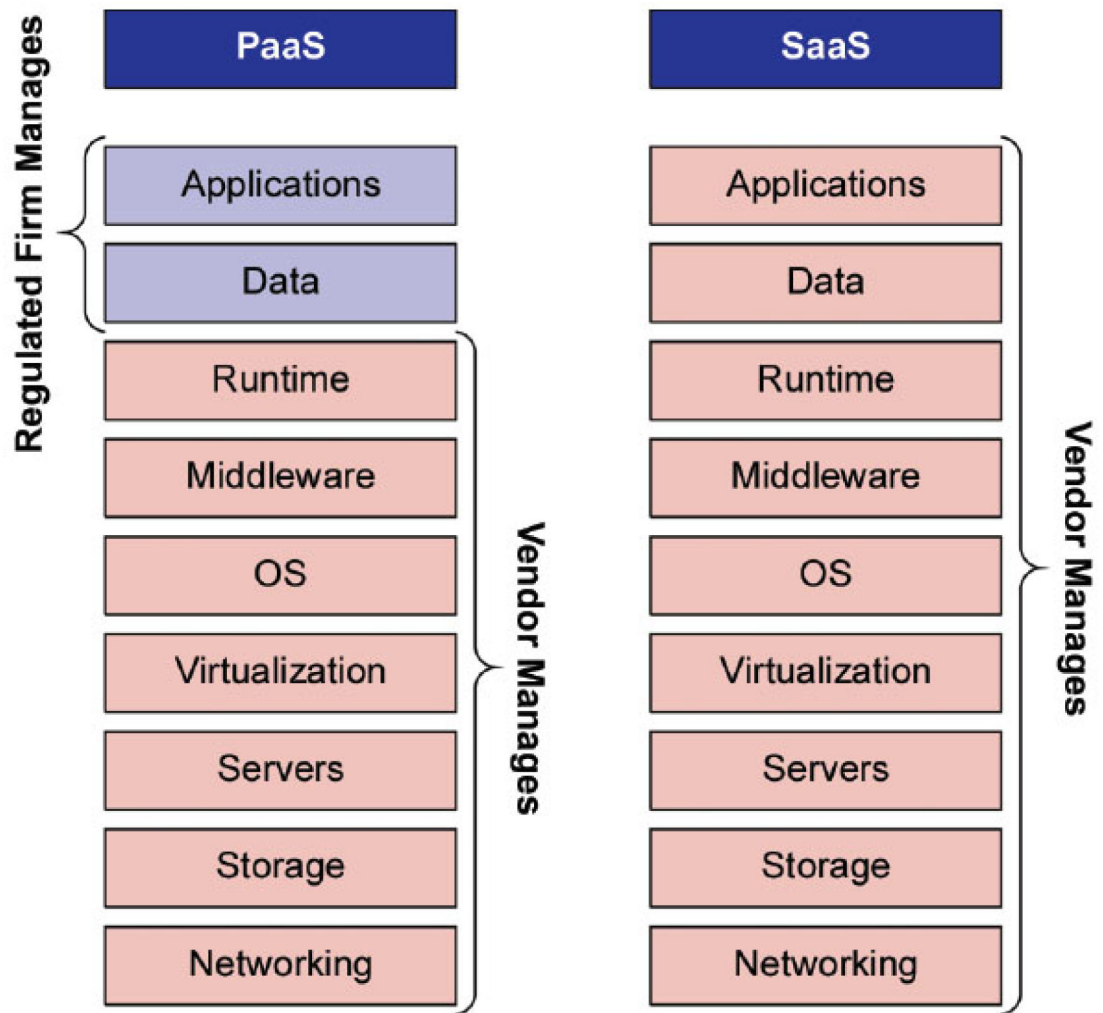 PaaS
Regulated Firm Manages
Applications
Data
Runtime
Middleware
OS
Virtualization
Servers
Storage
Networking
Vendor Manages
SaaS
Applications
Data
Runtime
Middleware
OS
Virtualization
Servers
Storage
Networking
Vendor Manages